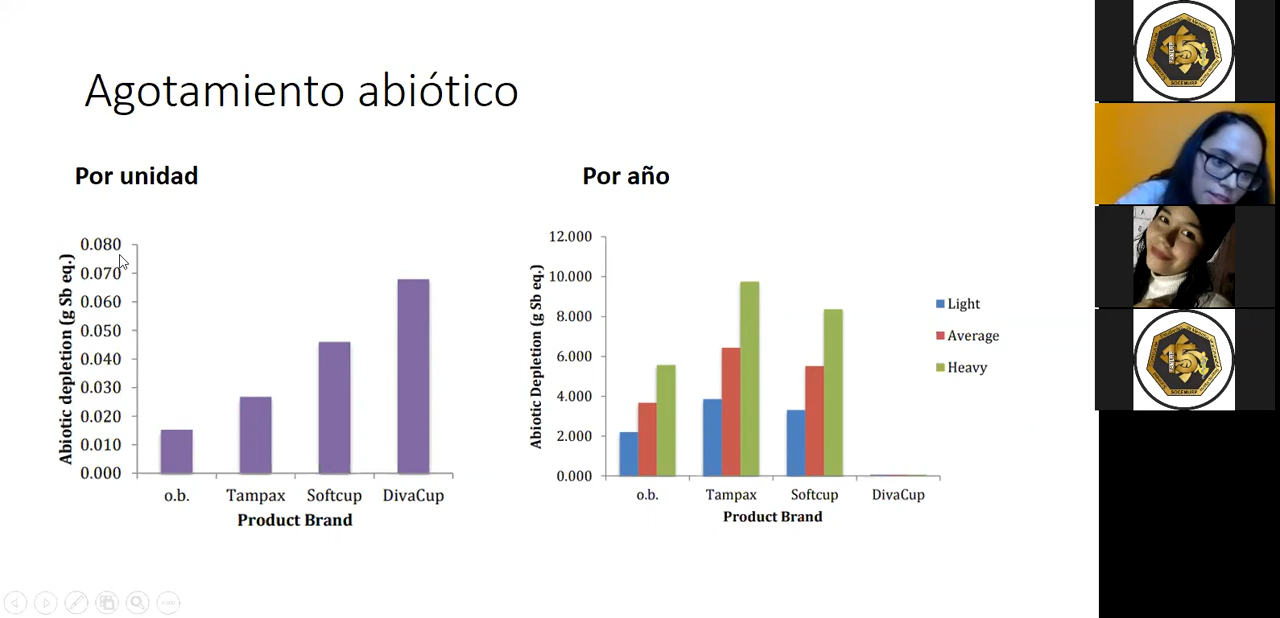 Agotamiento abiótico
Por unidad
Abiotic depletion (g Sb eq.)
0.080
0.070
0.060
0.050
0.040
0.030
0.020
0.010
0.000
o.b. Tampax Softcup DivaCup
Product Brand
Por año
Abiotic Depletion (g Sb eq.)
12.000
10.000
8.000
6.000
4.000
2.000
0.000
o.b. Tampax Softcup DivaCup
Product Brand
Light
Average
Heavy
SOCEMURP
SOCEMURP